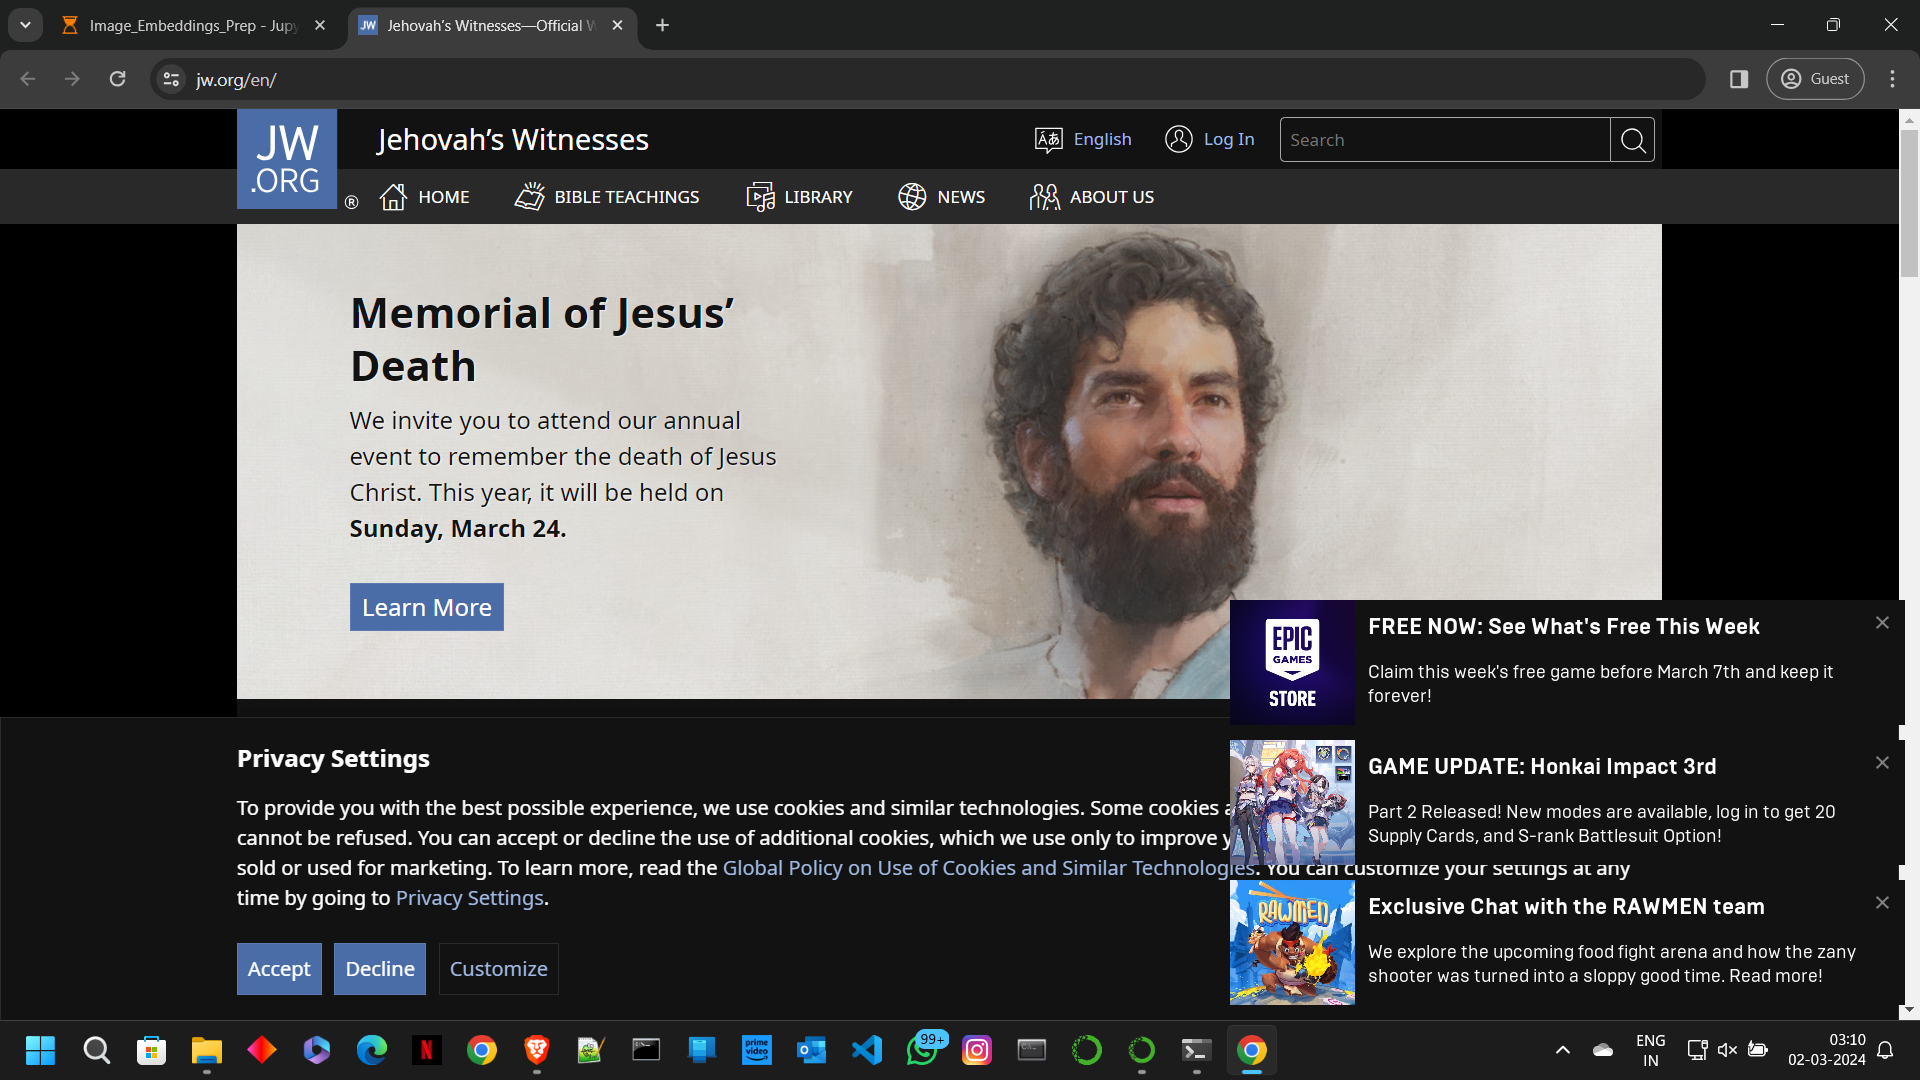 Image_Embeddings_Prep - Jupy
Jehovah's Witnesses—Official W
jw.org/en/
Guest
JW
.ORG
®
Jehovah's Witnesses
English
Log In
Search
HOME
BIBLE TEACHINGS
LIBRARY
NEWS
ABOUT US
Memorial of Jesus'
Death
We invite you to attend our annual
event to remember the death of Jesus
Christ. This year, it will be held on
Sunday, March 24.
Learn More
EPIC
GAMES
STORE
FREE NOW: See What's Free This Week
Claim this week's free game before March 7th and keep it
forever!
GAME UPDATE: Honkai Impact 3rd
Part 2 Released! New modes are available, log in to get 20
Supply Cards, and S-rank Battlesuit Option!
RAWMEN
Exclusive Chat with the RAWMEN team
We explore the upcoming food fight arena and how the zany
shooter was turned into a sloppy good time. Read more!
Privacy Settings
To provide you with the best possible experience, we use cookies and similar technologies. Some cookies
cannot be refused. You can accept or decline the use of additional cookies, which we use only to improve
sold or used for marketing. To learn more, read the Global Policy on Use of Cookies and Similar Technologies. You can customize your settings at any
time by going to Privacy Settings.
Accept
Decline
Customize
prime
video
99+
ENG
IN
03:10
02-03-2024